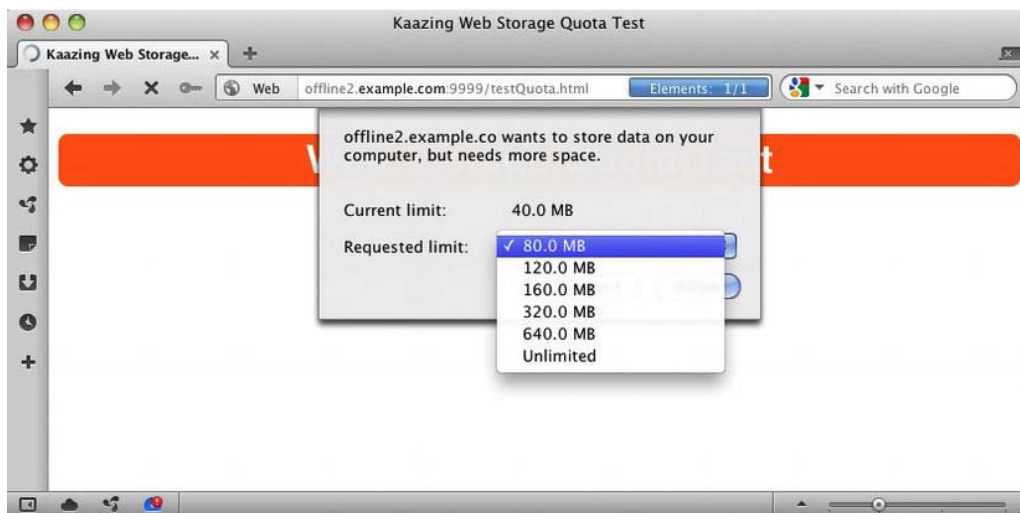 Kaazing Web Storage Quota Test
Kaazing Web Storage...
Web offline2.example.com:9999/testQuota.html Elements: 1/1 Search with Google
offline2.example.co wants to store data on your
computer, but needs more space.
Current limit: 40.0 MB
Requested limit: ✓ 80.0 MB
120.0 MB
160.0 MB
320.0 MB
640.0 MB
Unlimited